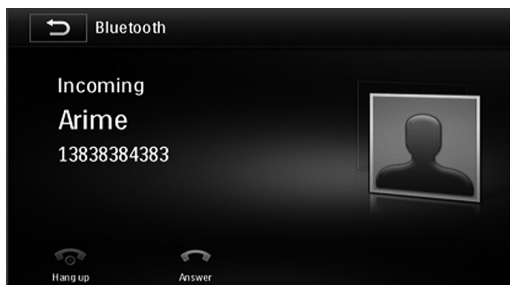 Bluetooth
Incoming
Arime
13838384383
Hang up
Answer